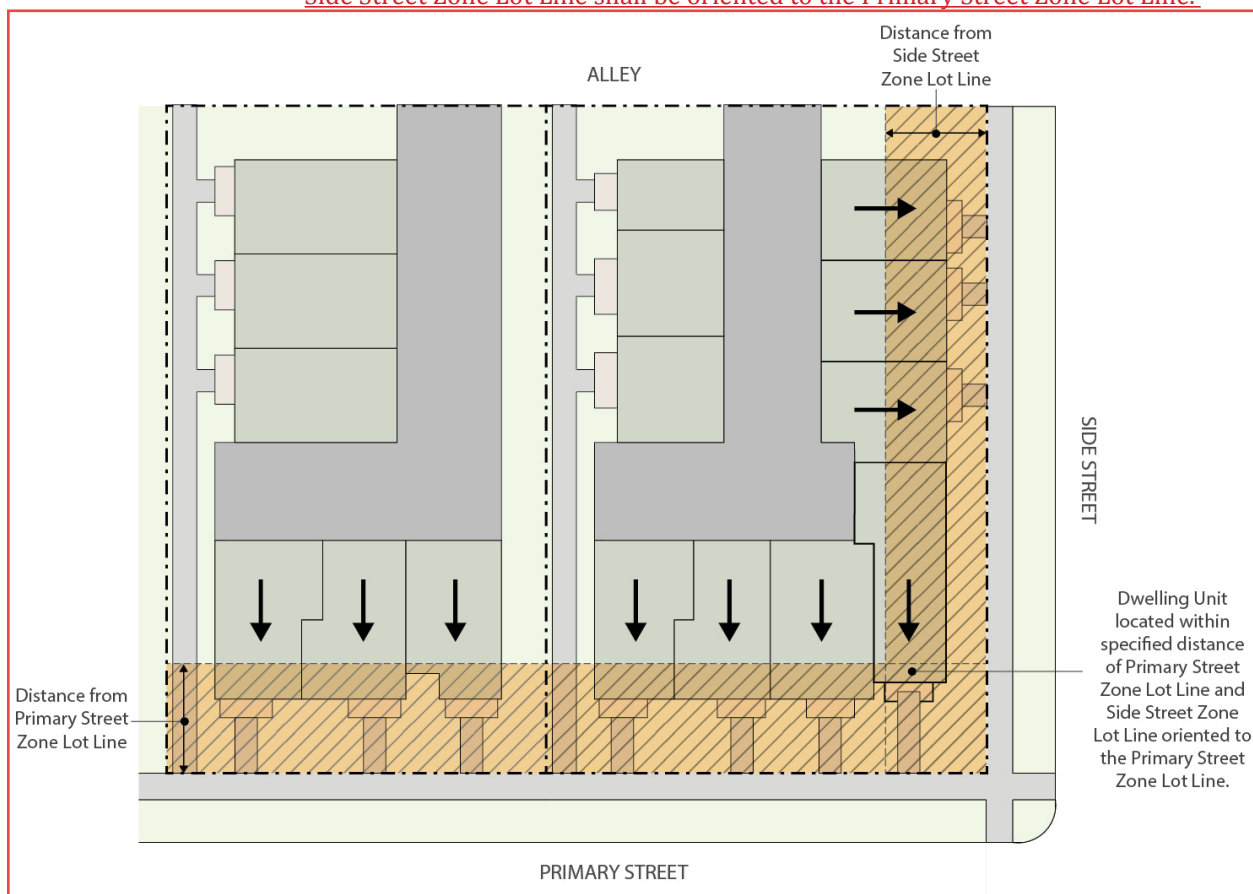 Side Street Zone Lot Line shall be oriented to the Primary Street Zone Lot Line.
Distance from
Side Street
Zone Lot Line
ALLEY
SIDE STREET
Distance from
Primary Street
Zone Lot Line
Dwelling Unit
located within
specified distance
of Primary Street
Zone Lot Line and
Side Street Zone
Lot Line oriented to
the Primary Street
Zone Lot Line.
PRIMARY STREET